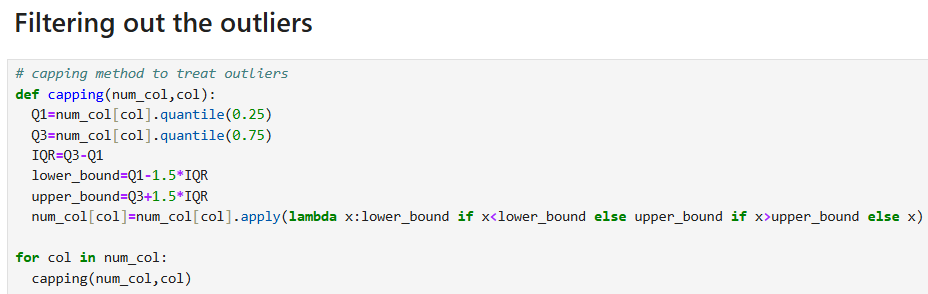 Filtering out the outliers
# capping method to treat outliers
def capping(num_col,col):
  Q1=num_col[col].quantile(0.25)
  Q3=num_col[col].quantile(0.75)
  IQR=Q3-Q1
  lower_bound=Q1-1.5*IQR
  upper_bound=Q3+1.5*IQR
  num_col[col]=num_col[col].apply(lambda x:lower_bound if x<lower_bound else upper_bound if x>upper_bound else x)
for col in num_col:
  capping(num_col,col)